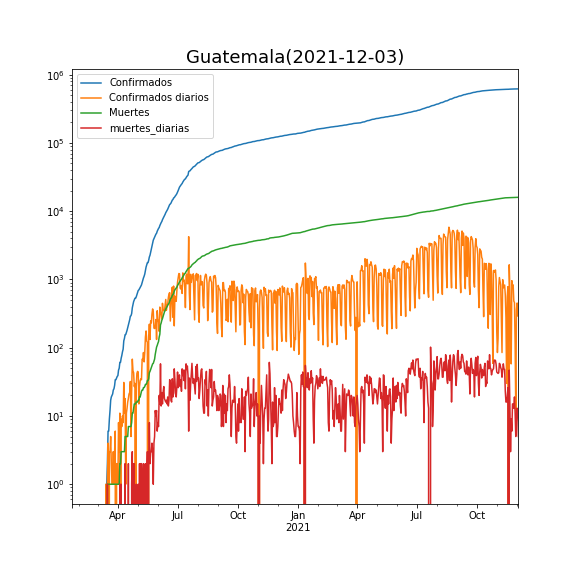 Guatemala(2021-12-03)
Confirmados
Confirmados diarios
Muertes
muertes_diarias
10⁶
10⁵
10⁴
10³
10²
10¹
10⁰
Apr Jul Oct Jan Apr Jul Oct
2021